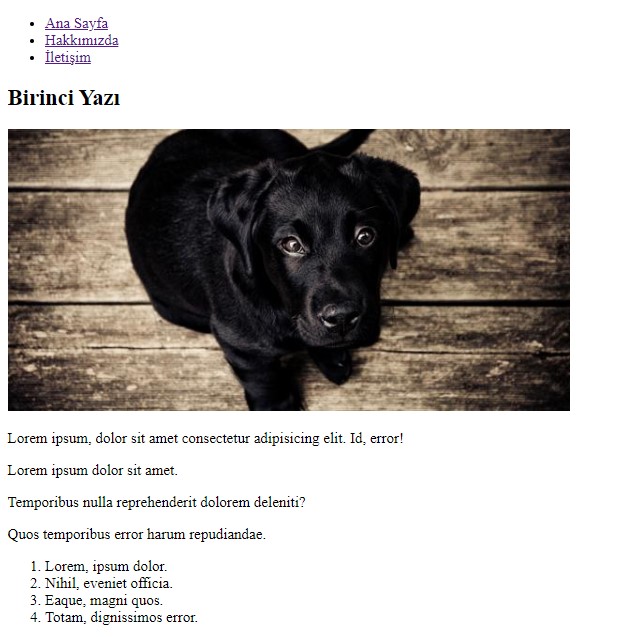 Ana Sayfa
Hakkımızda
İletişim
Birinci Yazı
Lorem ipsum, dolor sit amet consectetur adipisicing elit. Id, error!
Lorem ipsum dolor sit amet.
Temporibus nulla reprehenderit dolorem deleniti?
Quos temporibus error harum repudiandae.
1. Lorem, ipsum dolor.
2. Nihil, eveniet officia.
3. Eaque, magni quos.
4. Totam, dignissimos error.